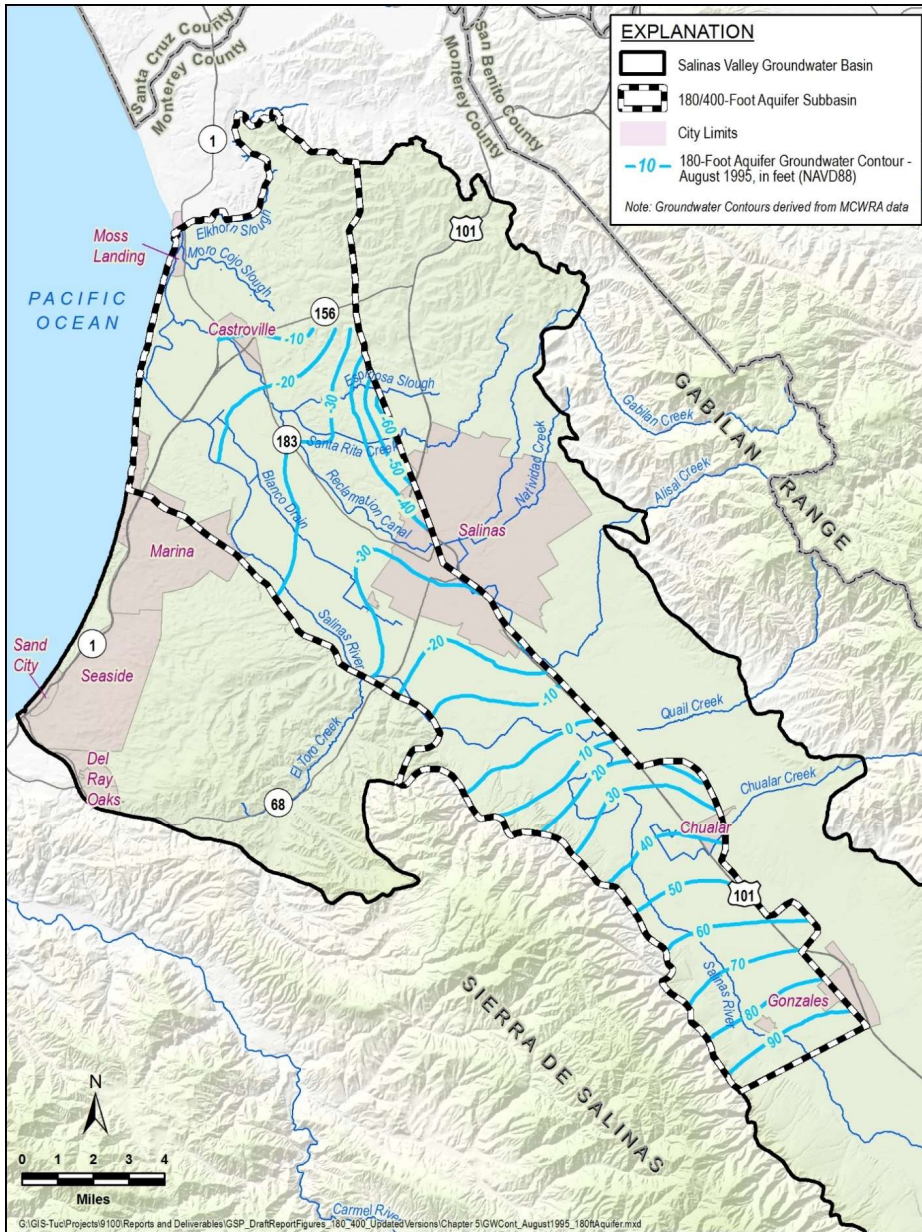 EXPLANATION
Salinas Valley Groundwater Basin
180/400-Foot Aquifer Subbasin
City Limits
-10
180-Foot Aquifer Groundwater Contour -
August 1995, in feet (NAVD88)
Note: Groundwater Contours derived from MCWRA data
Santa Cruz County
Monterey County
San Benito County
Monterey County
1
101
Elkhorn Slough
Moss
Landing
Moro Cojo Slough
PACIFIC
OCEAN
156
Castroville
-10
-20
-30
Espinosa Slough
-60
-50
-40
183
Santa Rita Creek
Reclamation Canal
Blanco Drain
Natividad Creek
Gabilan Creek
Alisal Creek
GABILAN
RANGE
Salinas
Marina
-30
Salinas River
-20
-10
Sand
City
1
Seaside
El Toro Creek
Del
Ray
Oaks
68
Quail Creek
0
10
20
30
Chualar Creek
Chualar
40
50
101
60
70
Salinas River
Gonzales
80
90
SIERRA DE SALINAS
N
0 1 2 3 4
Miles
Carmel River
G:\GIS-Tuc\Projects\9100\Reports and Deliverables\GSP_DraftReportFigures_180_400_UpdatedVersions\Chapter 5\GWCont_August1995_180ftAquifer.mxd